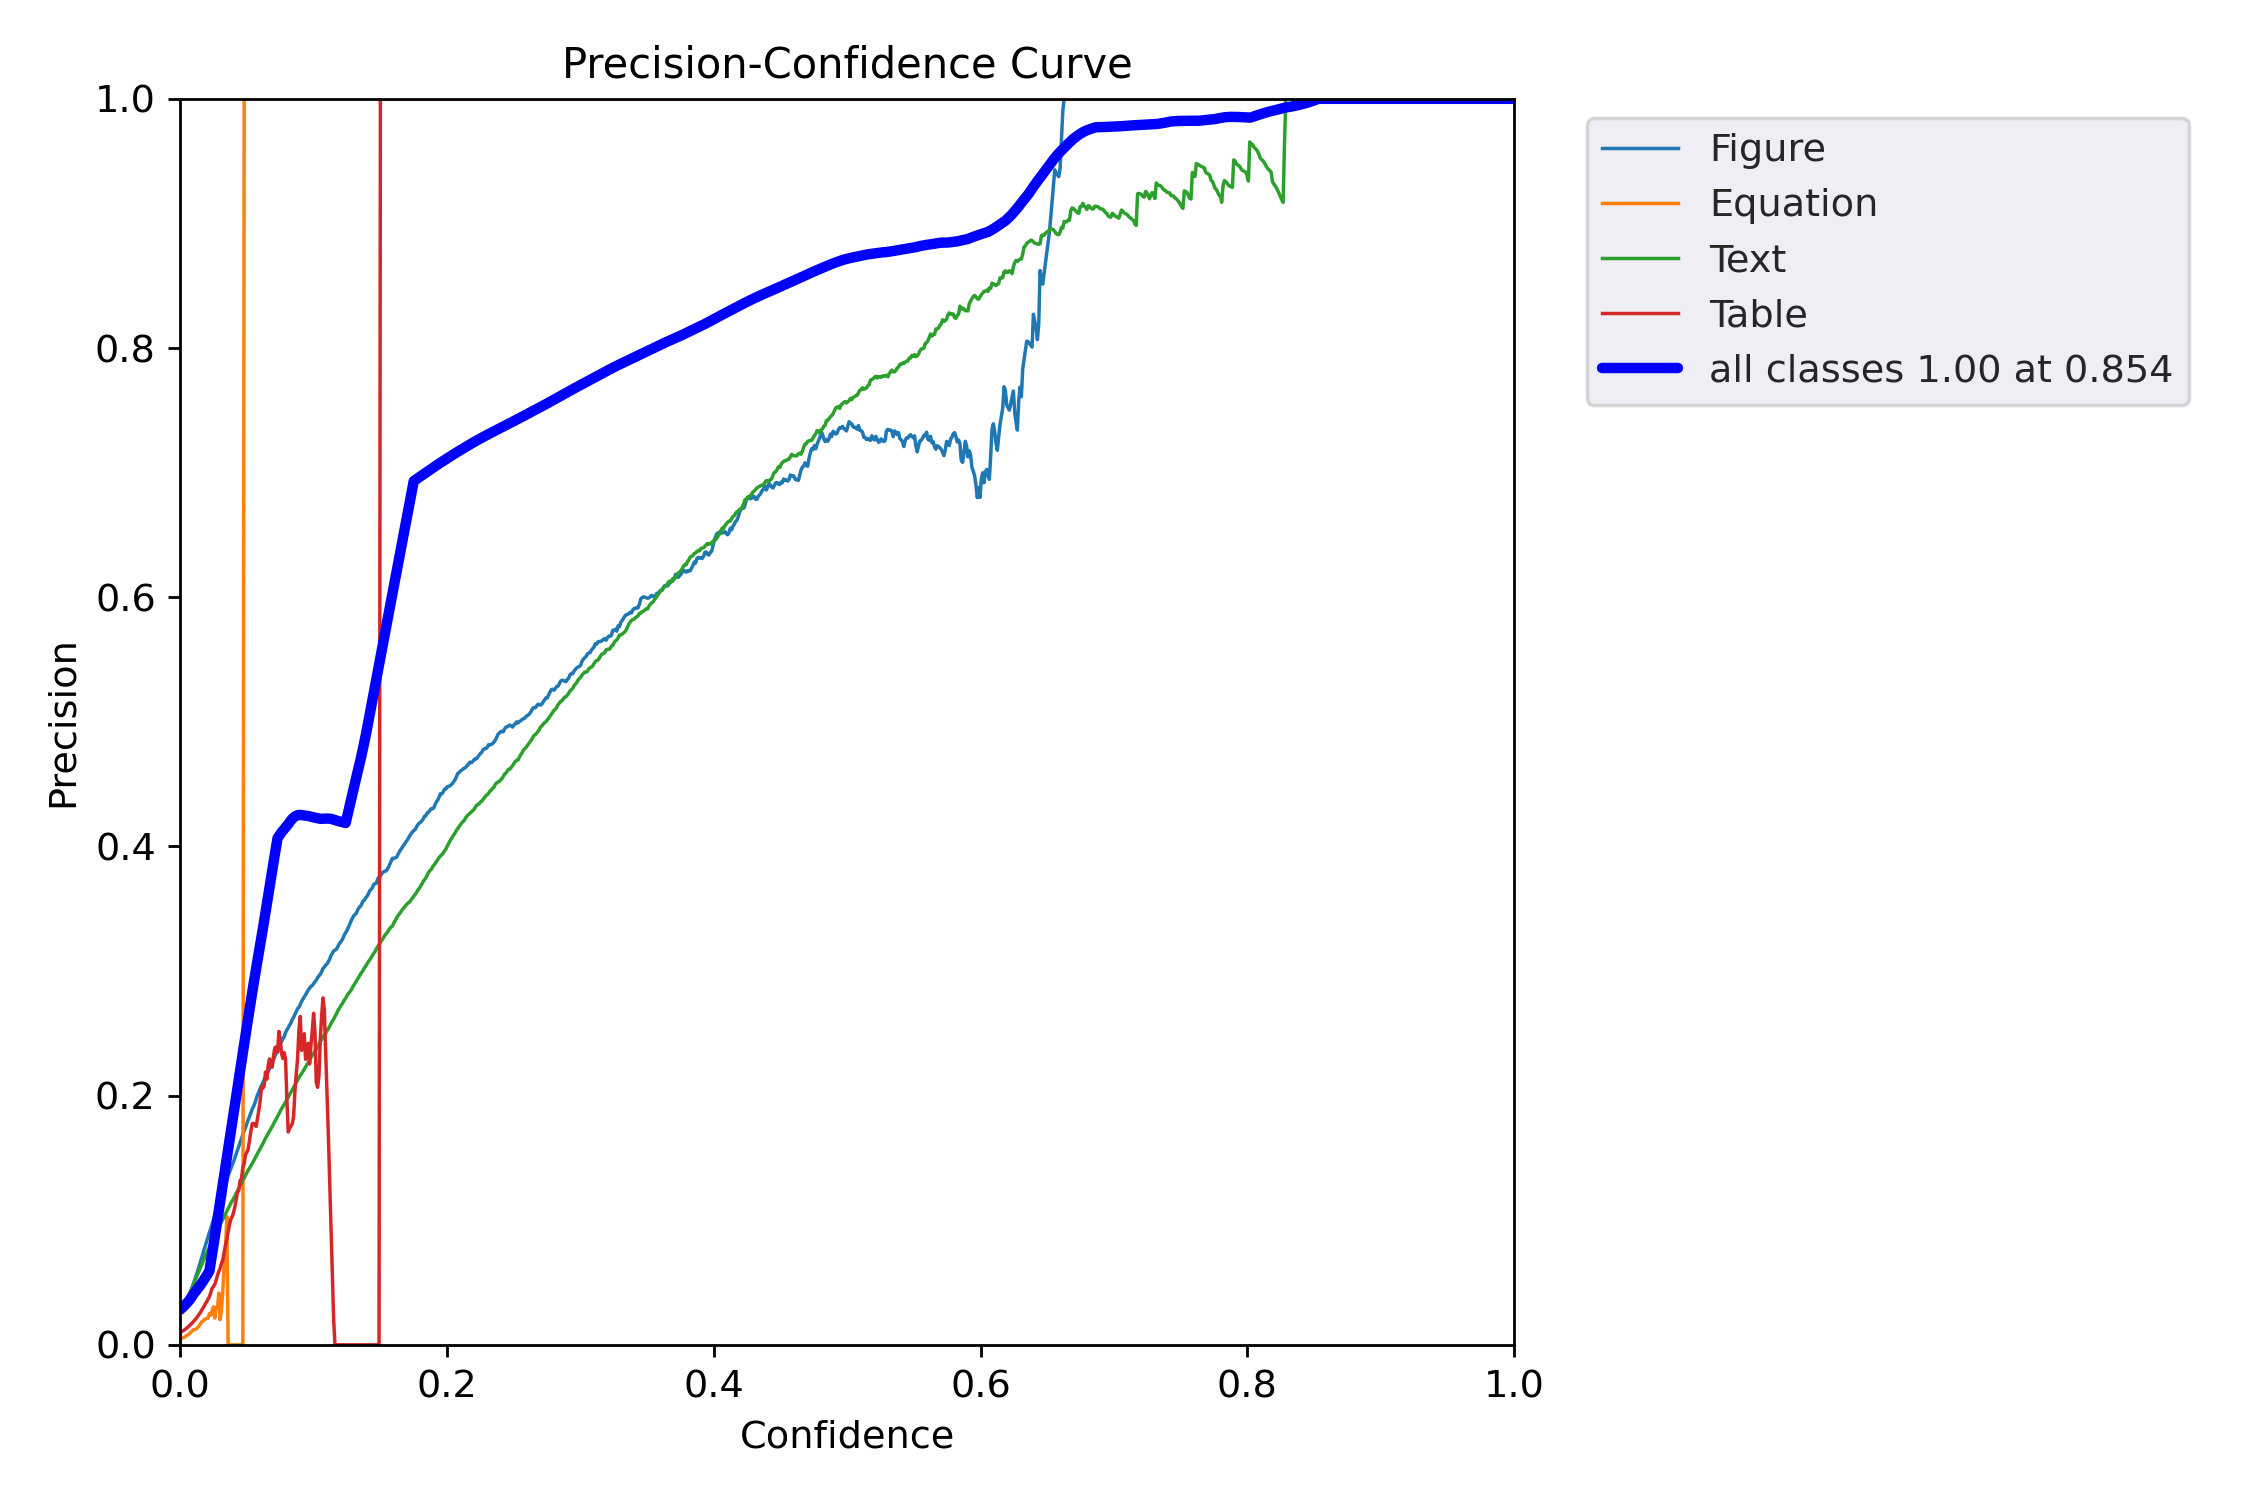 Precision-Confidence Curve
1.0
0.8
0.6
0.4
0.2
0.0
Precision
0.0 0.2 0.4 0.6 0.8 1.0
Confidence
Figure
Equation
Text
Table
all classes 1.00 at 0.854